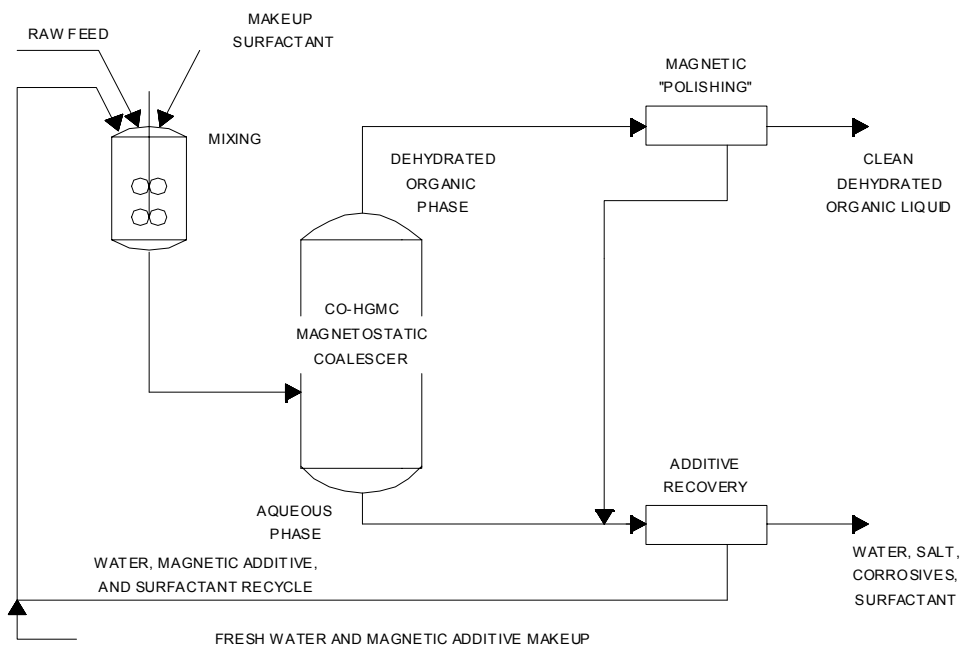 RAW FEED
MAKEUP
SURFACTANT
MIXING
MAGNETIC
"POLISHING"
DEHYDRATED
ORGANIC
PHASE
CLEAN
DEHYDRATED
ORGANIC LIQUID
CO-HGMC
MAGNETOSTATIC
COALESCER
AQUEOUS
PHASE
ADDITIVE
RECOVERY
WATER, SALT,
CORROSIVES,
SURFACTANT
WATER, MAGNETIC ADDITIVE,
AND SURFACTANT RECYCLE
FRESH WATER AND MAGNETIC ADDITIVE MAKEUP